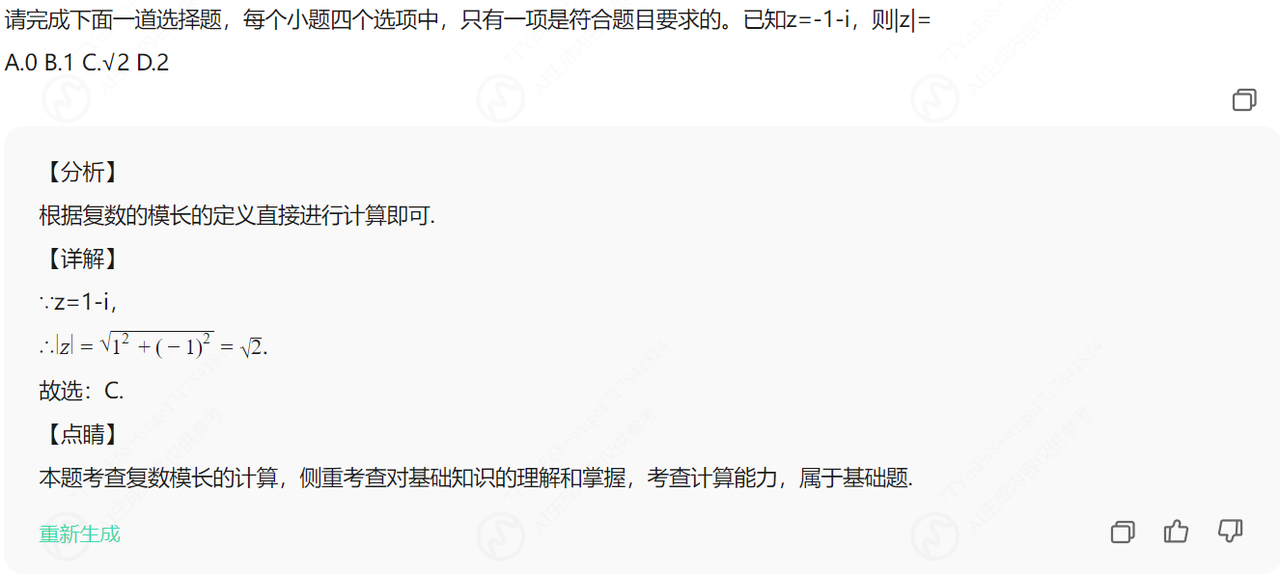 请完成下面一道选择题，每个小题四个选项中，只有一项是符合题目要求的。已知z=-1-i，则|z|=
A.0 B.1 C.√2 D.2
【分析】
根据复数的模长的定义直接进行计算即可.
【详解】
∵z=1-i,
∴|z| = √(1² + (－1)²) = √2.
故选：C.
【点睛】
本题考查复数模长的计算，侧重考查对基础知识的理解和掌握，考查计算能力，属于基础题.
重新生成